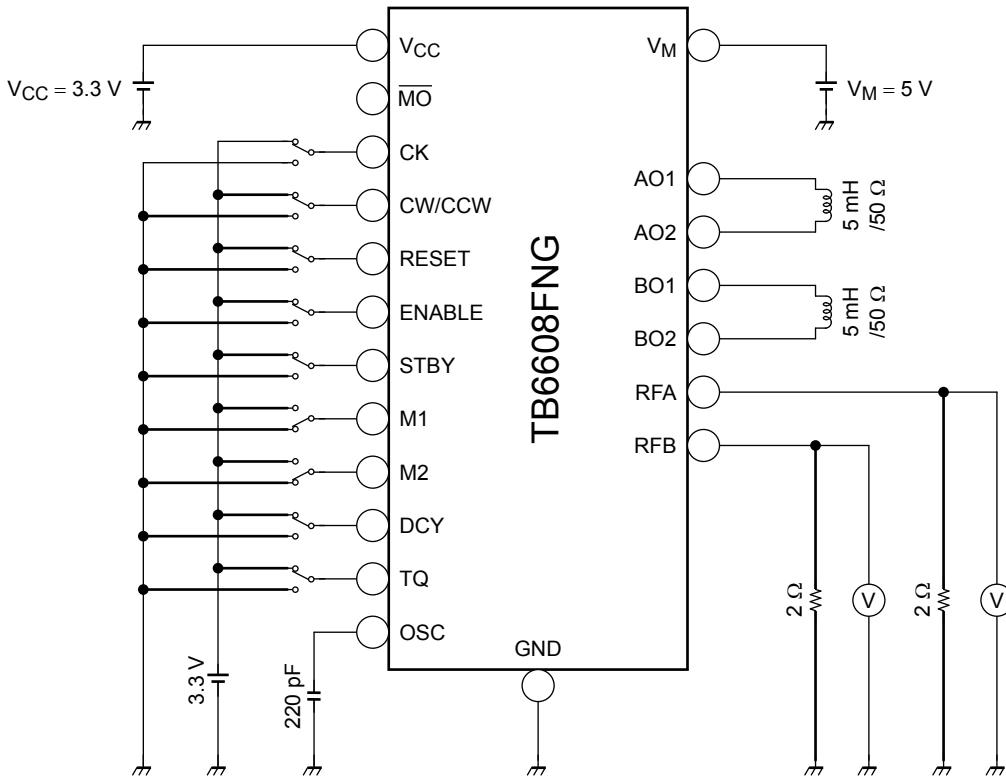 V_CC
V_M
V_CC = 3.3 V
V_M = 5 V
M̅O̅
CK
AO1
5 mH
/50 Ω
CW/CCW
AO2
RESET
BO1
5 mH
/50 Ω
ENABLE
BO2
STBY
RFA
M1
RFB
M2
DCY
TQ
OSC
TB6608FNG
GND
3.3 V
220 pF
2 Ω
V
2 Ω
V